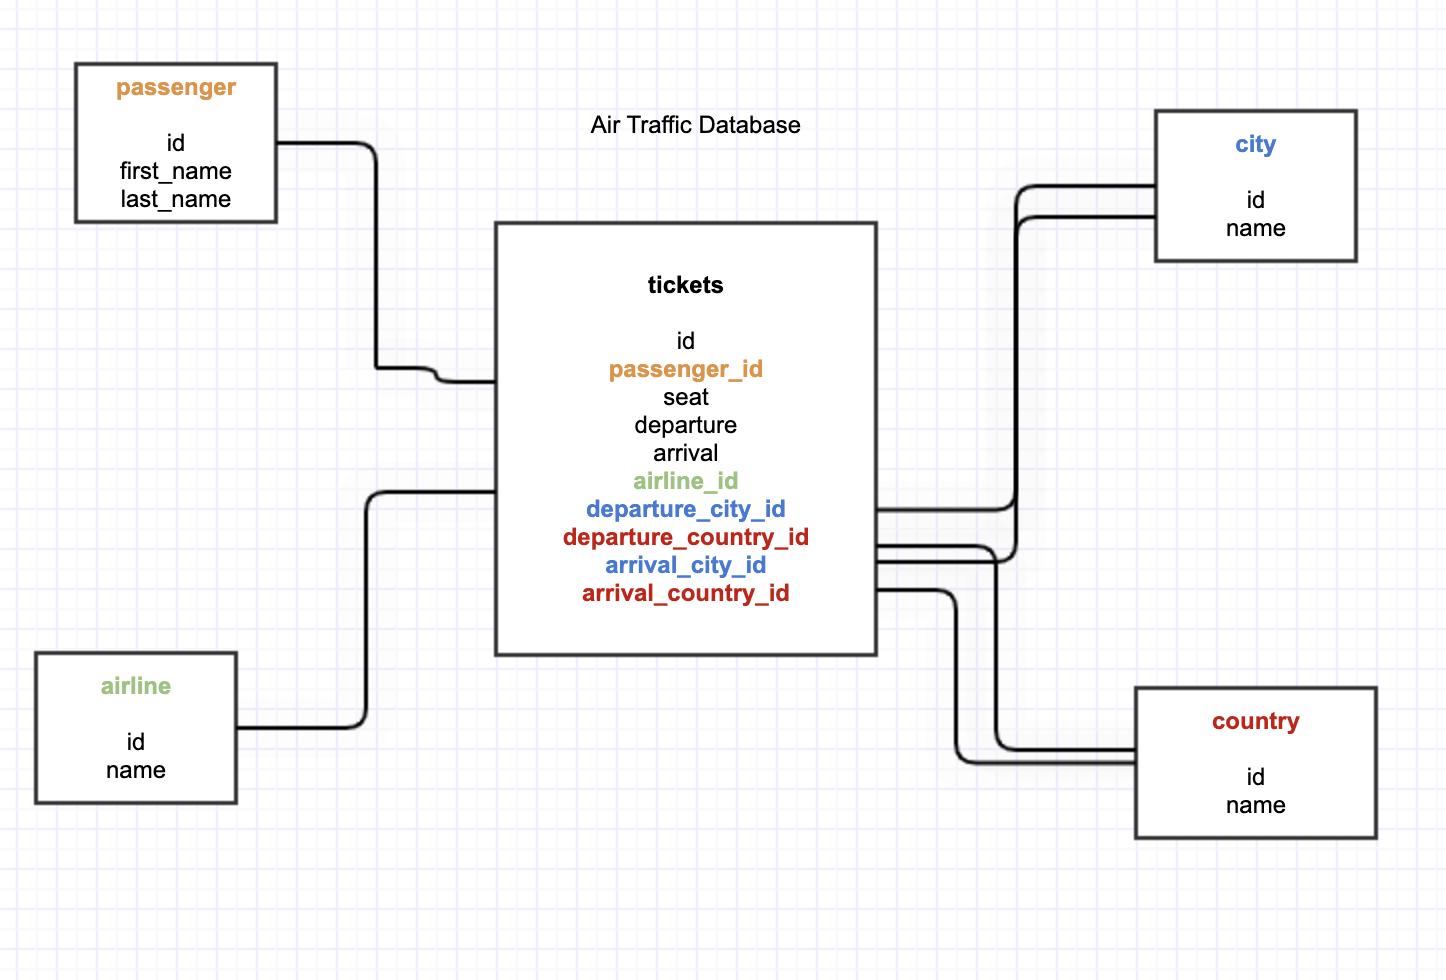 passenger
id
first_name
last_name
Air Traffic Database
city
id
name
tickets
id
passenger_id
seat
departure
arrival
airline_id
departure_city_id
departure_country_id
arrival_city_id
arrival_country_id
airline
id
name
country
id
name